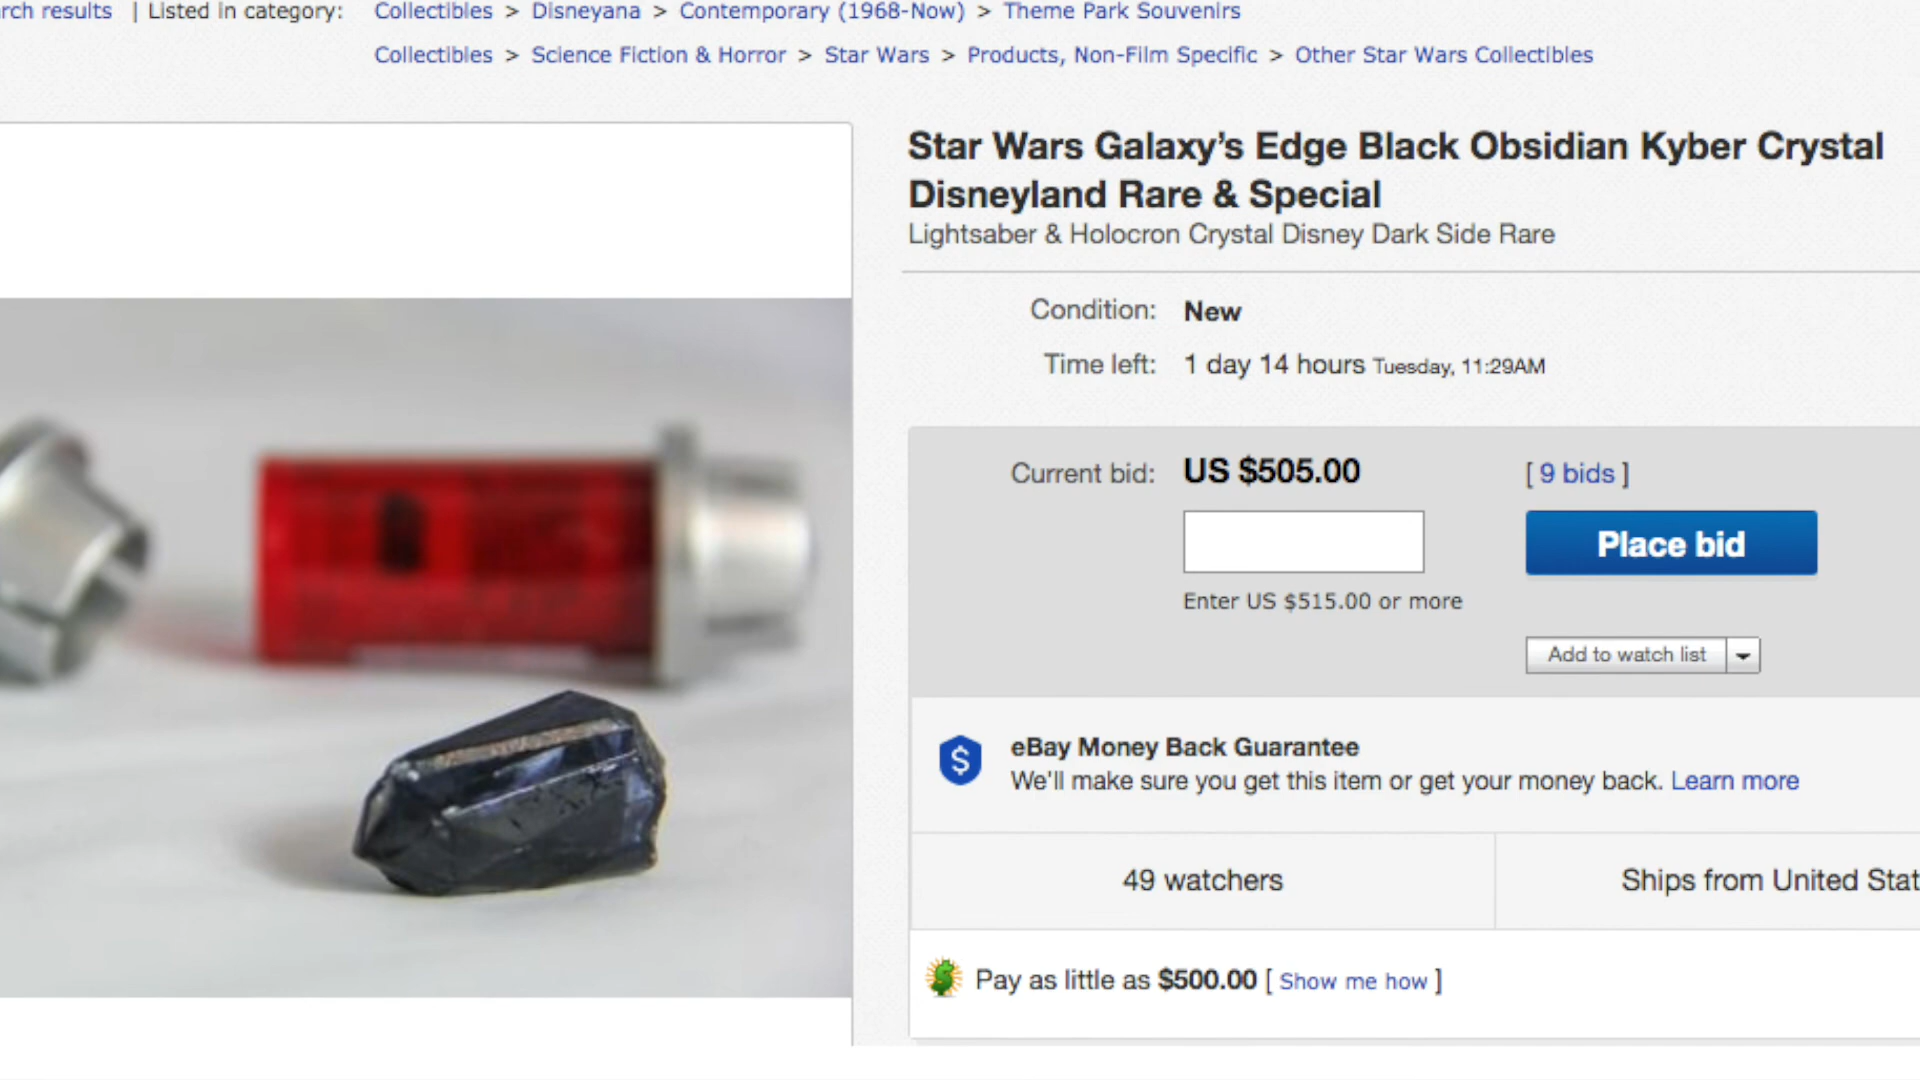 rch results | Listed in category: Collectibles > Disneyana > Contemporary (1968-Now) > Theme Park Souvenirs
Collectibles > Science Fiction & Horror > Star Wars > Products, Non-Film Specific > Other Star Wars Collectibles
Star Wars Galaxy's Edge Black Obsidian Kyber Crystal
Disneyland Rare & Special
Lightsaber & Holocron Crystal Disney Dark Side Rare
Condition: New
Time left: 1 day 14 hours Tuesday, 11:29AM
Current bid: US $505.00 [ 9 bids ]
Place bid
Enter US $515.00 or more
Add to watch list
$ eBay Money Back Guarantee
We'll make sure you get this item or get your money back. Learn more
49 watchers Ships from United Stat
$ Pay as little as $500.00 [ Show me how ]